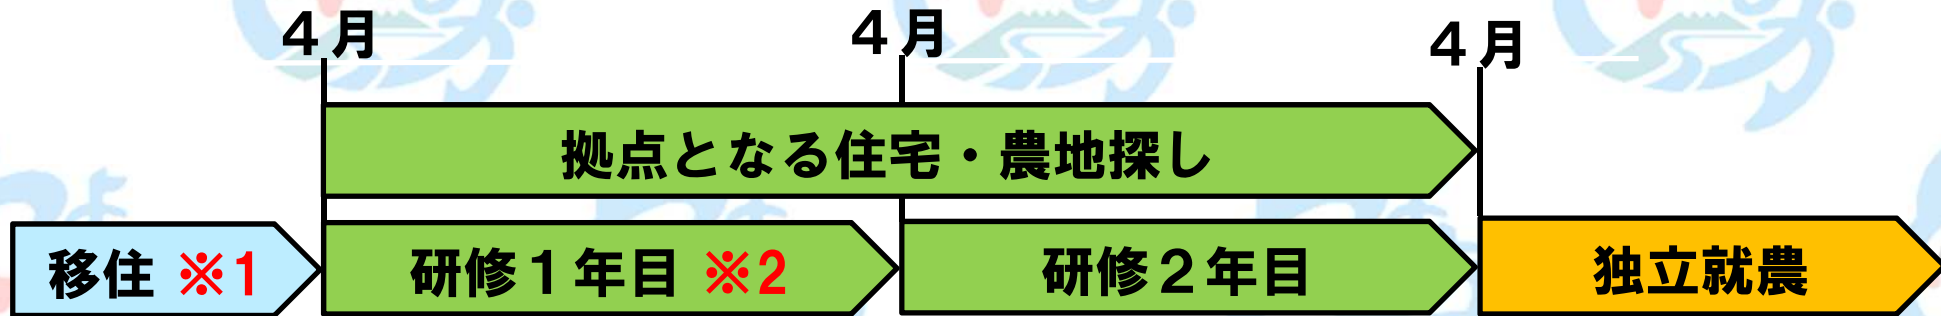 ４月 ４月 ４月
拠点となる住宅・農地探し
移住 ※1 研修１年目 ※2 研修２年目 独立就農